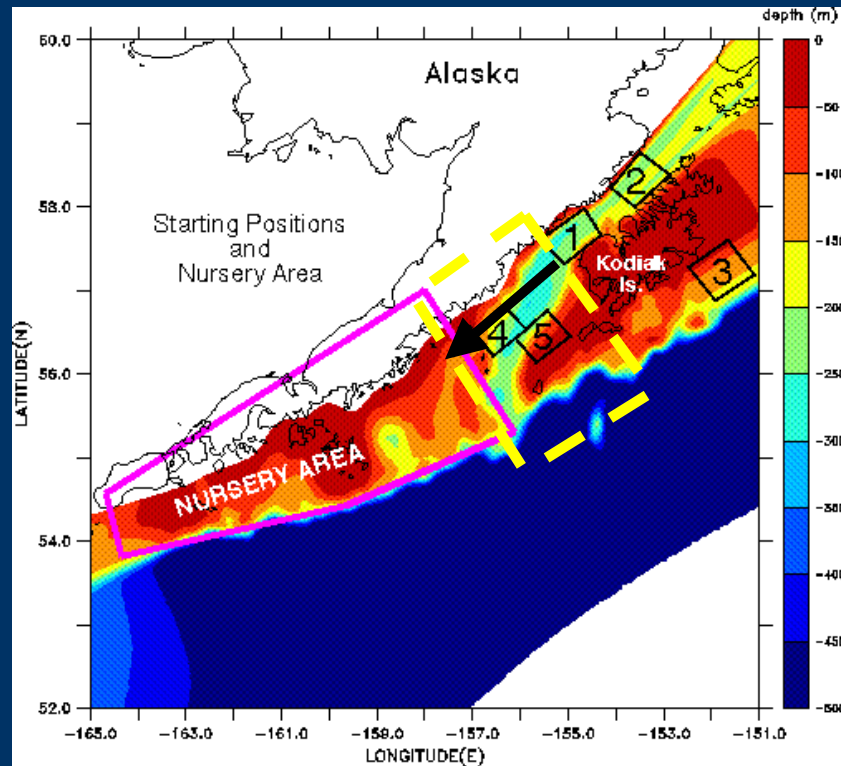 depth (m)
60.0
0
Alaska
-50
-100
2
58.0
Starting Positions
and
Nursery Area
1
-150
Kodiak
Is.
3
-200
4
5
-250
56.0
LATITUDE(N)
-300
NURSERY AREA
-350
54.0
-400
-450
52.0
-500
-165.0 -163.0 -161.0 -159.0 -157.0 -155.0 -153.0 -151.0
LONGITUDE(E)